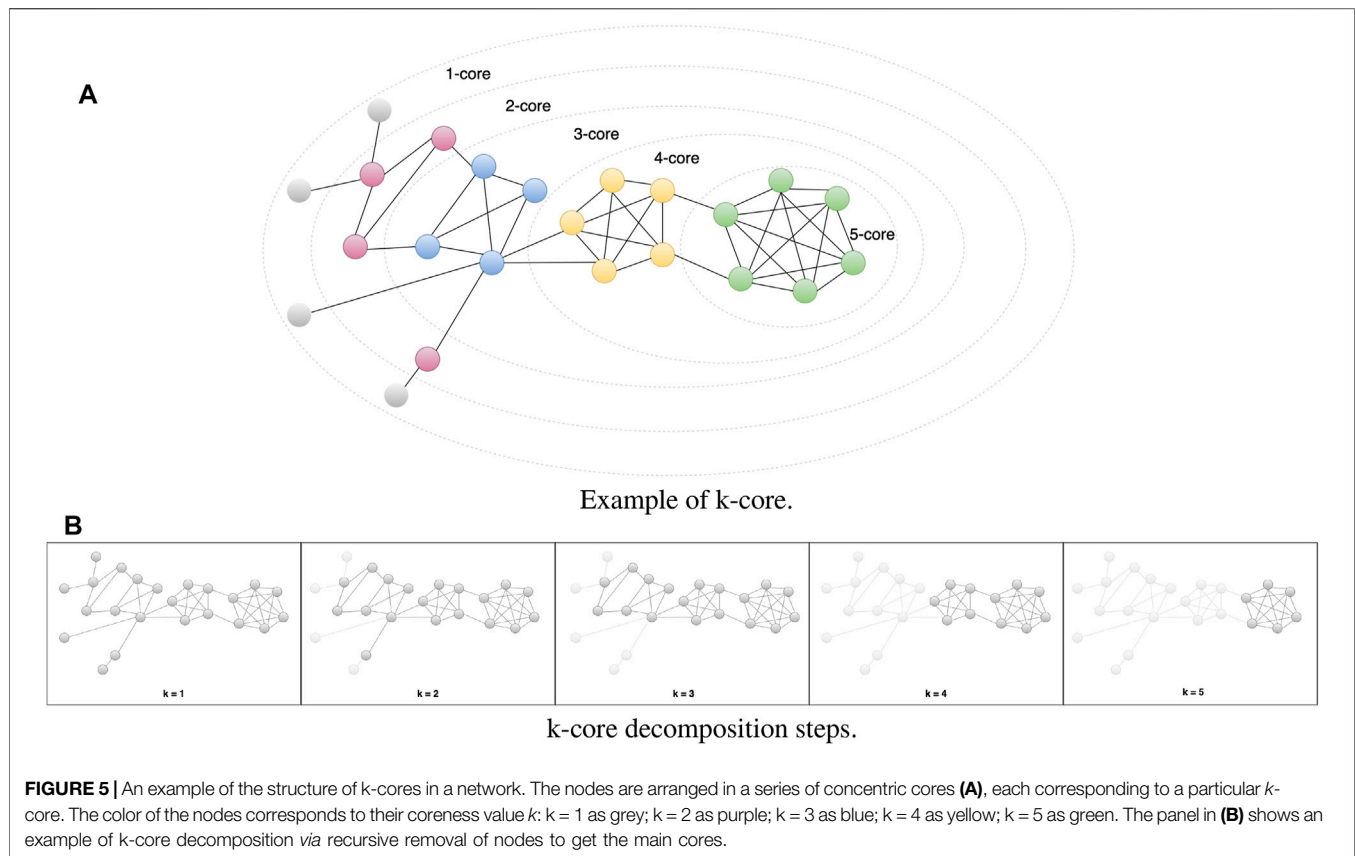 A
1-core
2-core
3-core
4-core
5-core
Example of k-core.
B
k = 1
k = 2
k = 3
k = 4
k = 5
k-core decomposition steps.
FIGURE 5 | An example of the structure of k-cores in a network. The nodes are arranged in a series of concentric cores (A), each corresponding to a particular k-
core. The color of the nodes corresponds to their coreness value k: k = 1 as grey; k = 2 as purple; k = 3 as blue; k = 4 as yellow; k = 5 as green. The panel in (B) shows an
example of k-core decomposition via recursive removal of nodes to get the main cores.